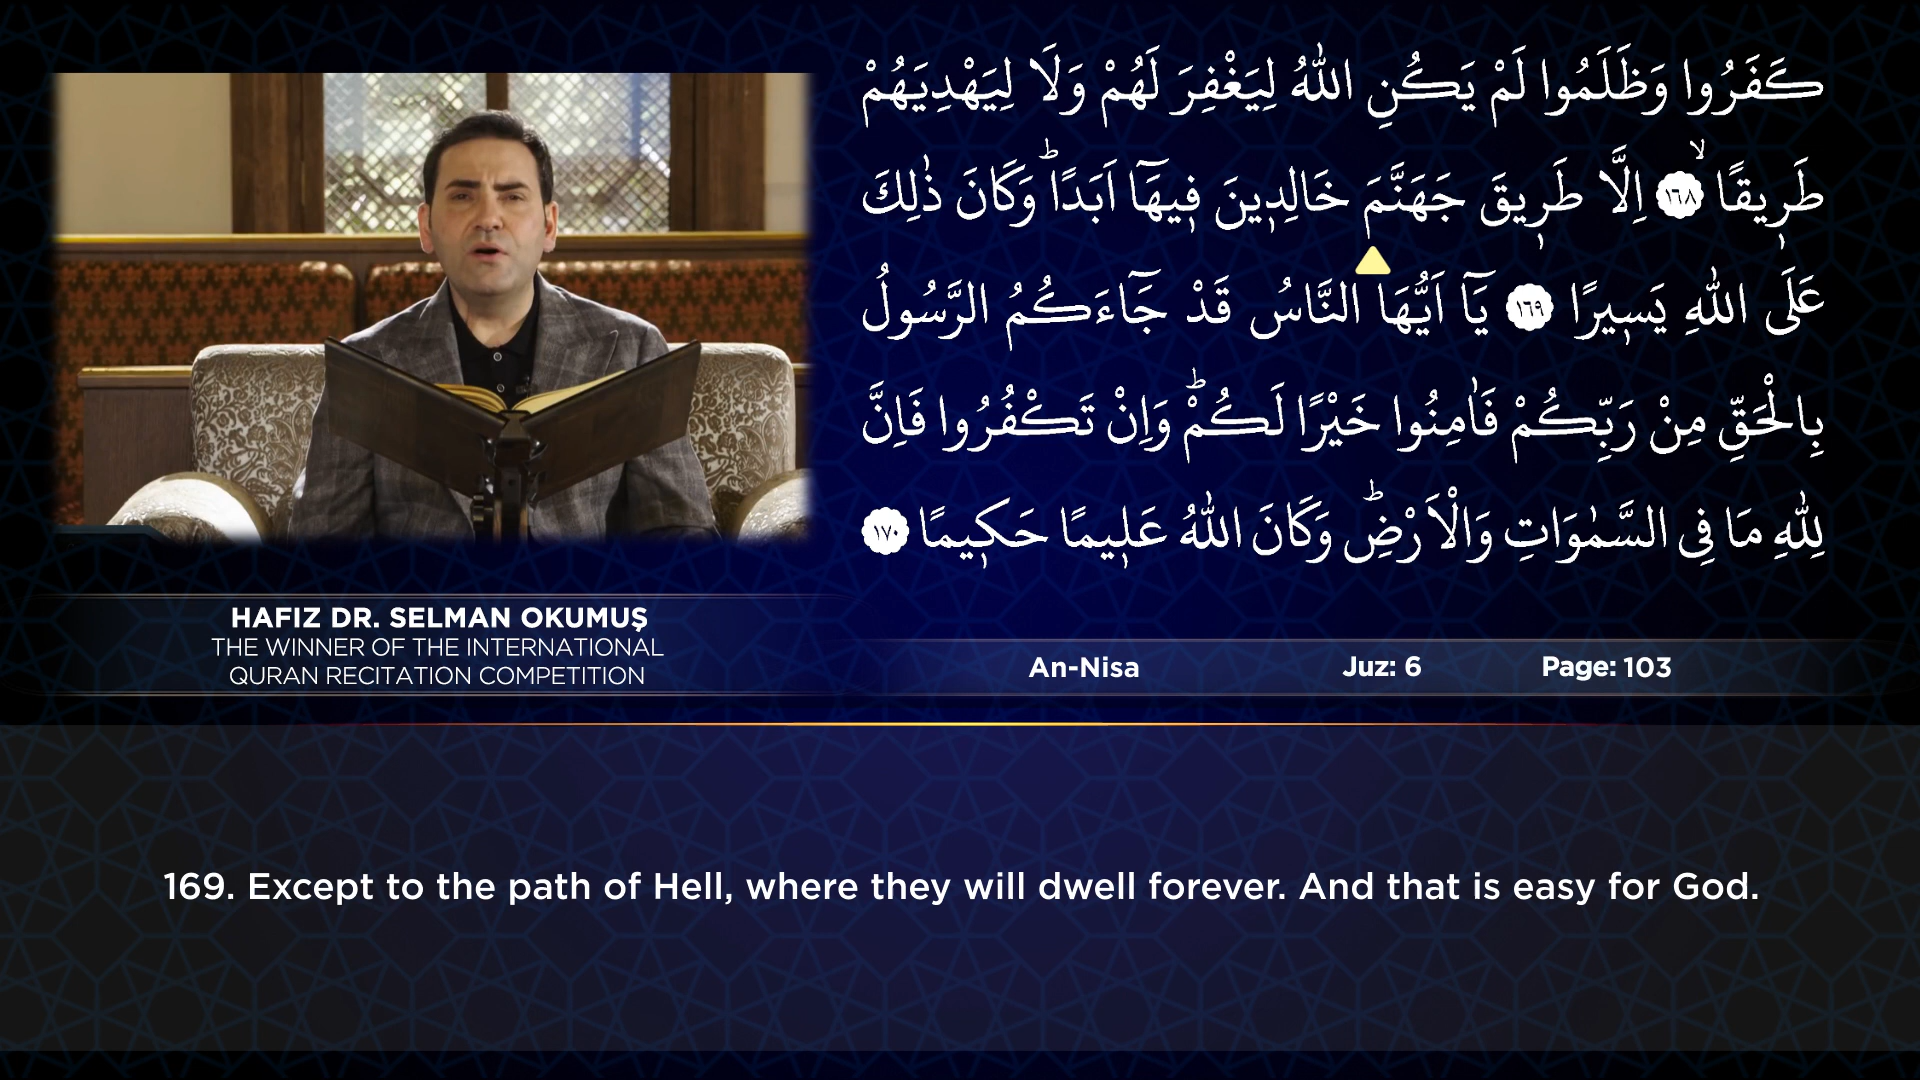 كَفَرُوا وَظَلَمُوا لَمْ يَكُنِ اللّٰهُ لِيَغْفِرَ لَهُمْ وَلَا لِيَهْدِيَهُمْ
طَر۪يقًاۙ ﴿١٦٨﴾ اِلَّا طَر۪يقَ جَهَنَّمَ خَالِد۪ينَ ف۪يهَٓا اَبَدًاۜ وَكَانَ ذٰلِكَ
عَلَى اللّٰهِ يَس۪يرًا ﴿١٦٩﴾ يَٓا اَيُّهَا النَّاسُ قَدْ جَٓاءَكُمُ الرَّسُولُ
بِالْحَقِّ مِنْ رَبِّكُمْ فَاٰمِنُوا خَيْرًا لَكُمْۜ وَاِنْ تَكْفُرُوا فَاِنَّ
لِلّٰهِ مَا فِي السَّمٰوَاتِ وَالْاَرْضِۜ وَكَانَ اللّٰهُ عَل۪يمًا حَك۪يمًا ﴿١٧٠﴾
HAFIZ DR. SELMAN OKUMUŞ
THE WINNER OF THE INTERNATIONAL
QURAN RECITATION COMPETITION
An-Nisa Juz: 6 Page: 103
169. Except to the path of Hell, where they will dwell forever. And that is easy for God.